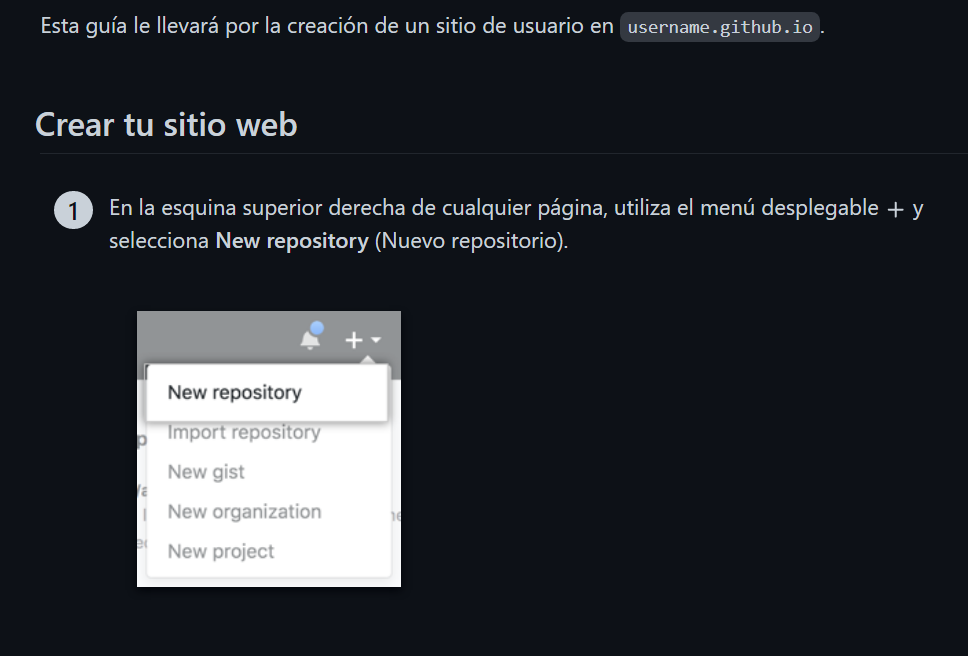 Esta guía le llevará por la creación de un sitio de usuario en username.github.io.
Crear tu sitio web
1 En la esquina superior derecha de cualquier página, utiliza el menú desplegable + y
selecciona New repository (Nuevo repositorio).
New repository
Import repository
New gist
New organization
New project